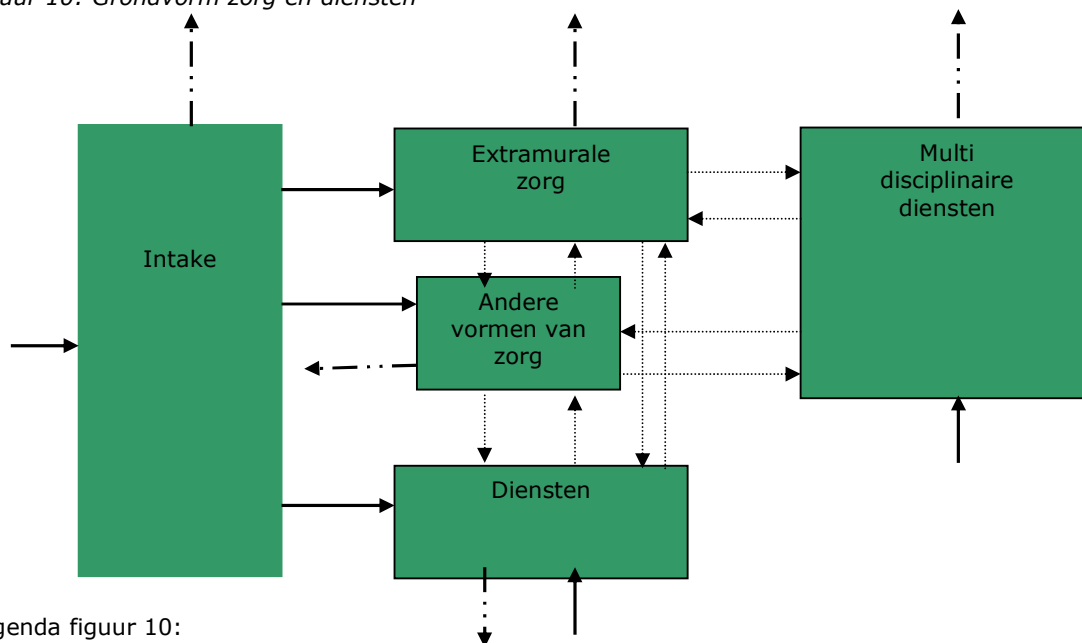 10: Grondvorm zorg en diensten
Extramurale
zorg
Multi
disciplinaire
diensten
Intake
Andere
vormen van
zorg
Diensten
genda figuur 10: